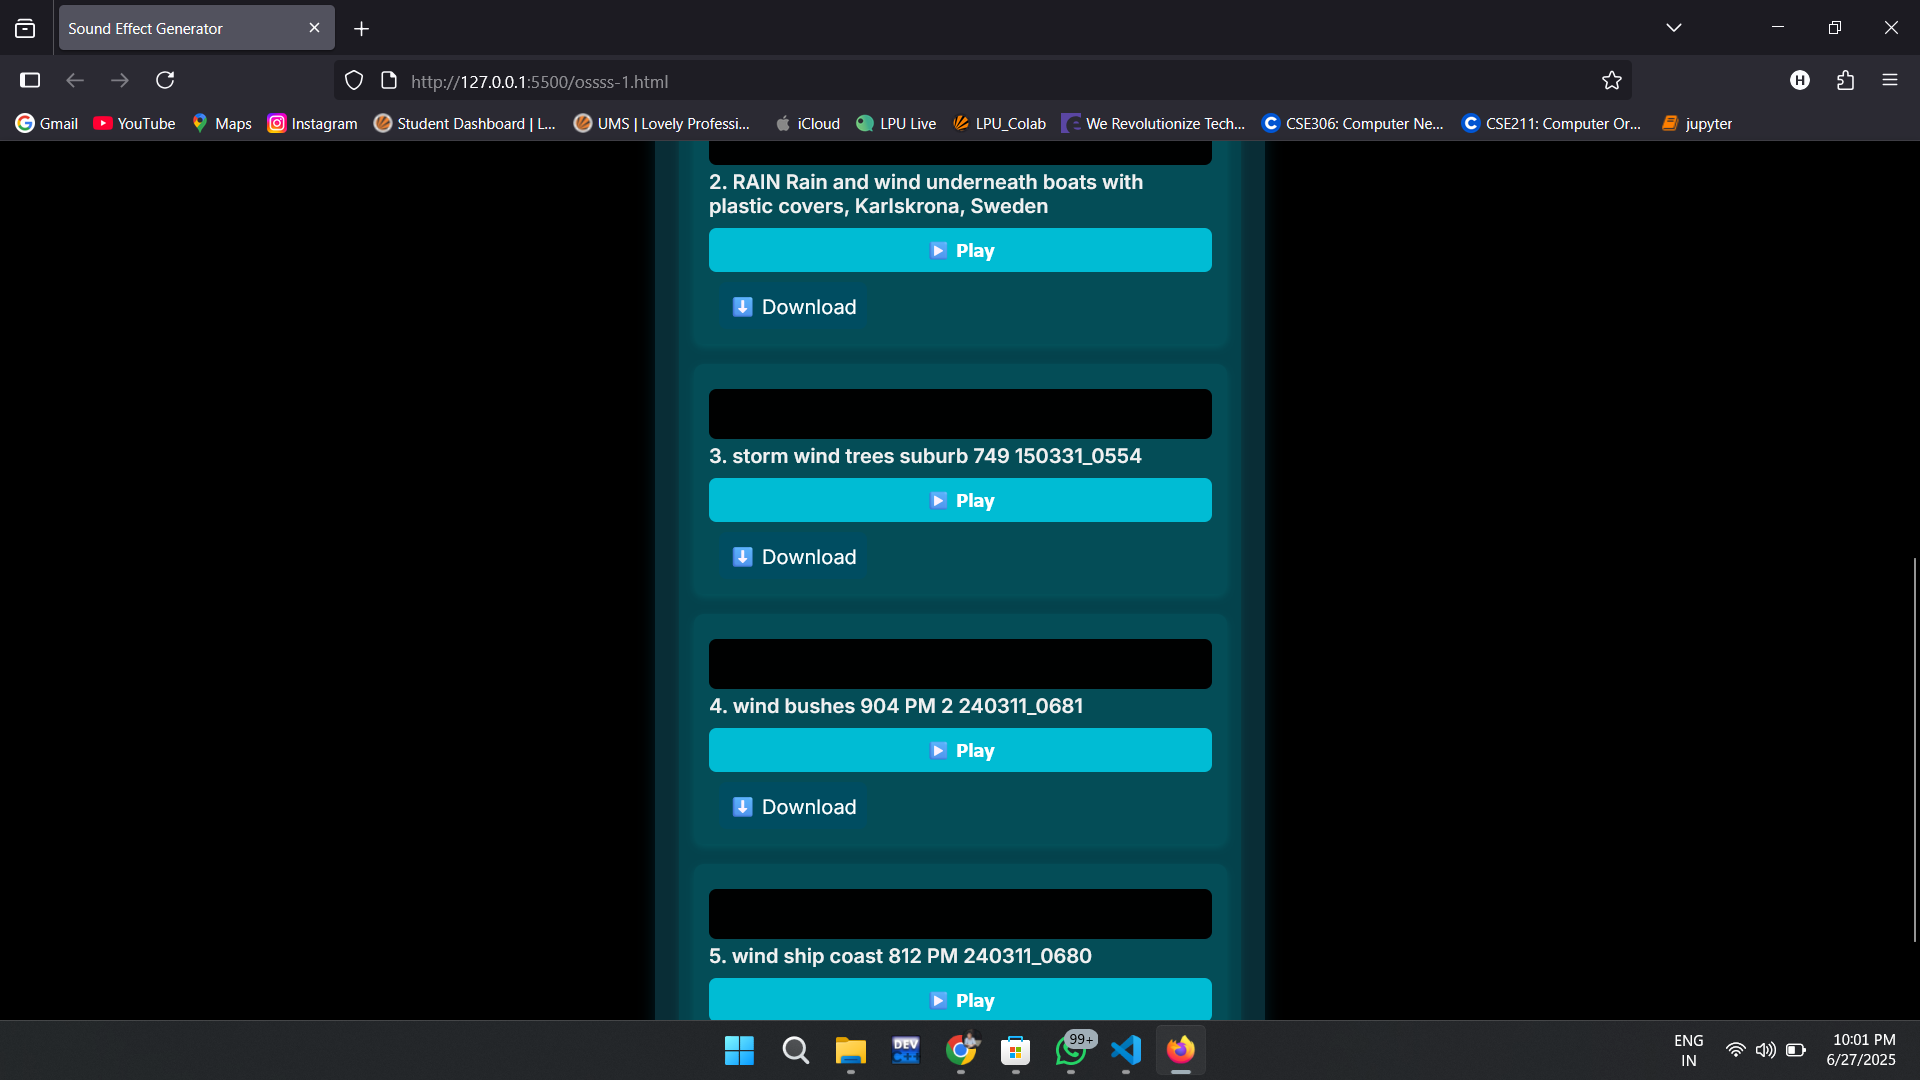 Sound Effect Generator
http://127.0.0.1:5500/ossss-1.html
H
Gmail YouTube Maps Instagram Student Dashboard | L... UMS | Lovely Professi... iCloud LPU Live LPU_Colab We Revolutionize Tech... CSE306: Computer Ne... CSE211: Computer Or... jupyter
2. RAIN Rain and wind underneath boats with
plastic covers, Karlskrona, Sweden
Play
Download
3. storm wind trees suburb 749 150331_0554
Play
Download
4. wind bushes 904 PM 2 240311_0681
Play
Download
5. wind ship coast 812 PM 240311_0680
Play
DEV
C++
99+
ENG
IN
10:01 PM
6/27/2025